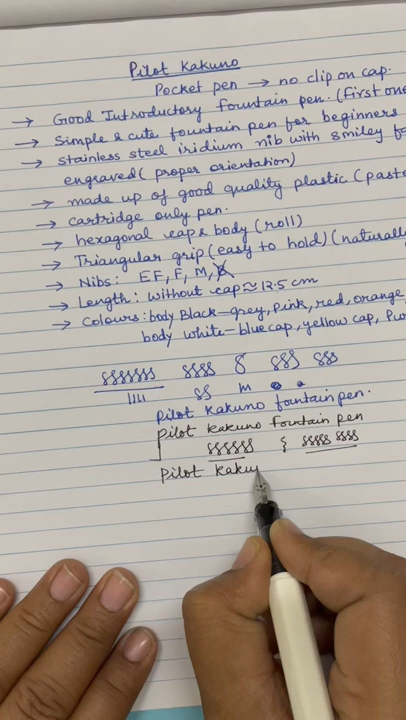 Pilot Kakuno
Pocket pen → no clip on cap.
→ Good Introductory fountain pen. (first one
→ Simple & cute fountain pen for beginners
→ stainless steel iridium nib with smiley fa
engraved (proper orientation)
→ made up of good quality plastic (paste
→ cartridge only pen.
→ hexagonal cap & body (roll)
→ Triangular grip (easy to hold) (naturally
→ Nibs: EF, F, M,
→ Length: without cap ≈ 12.5 cm
→ Colours: body Black-grey, pink, red, orange,
body white-blue cap, yellow cap, Pur
Pilot Kakuno fountain pen.
Pilot Kakuno fountain pen
Pilot Kaku